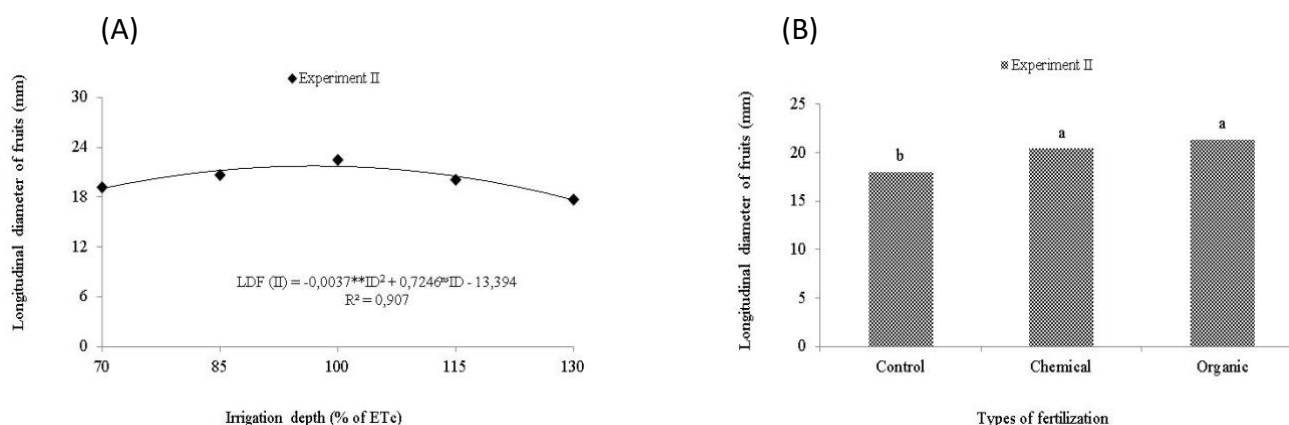 (A)
Experiment II
Longitudinal diameter of fruits (mm)
30
24
18
12
6
0
LDF (II) = -0,0037**ID² + 0,7246ⁿˢID - 13,394
R² = 0,907
70 85 100 115 130
Irrigation depth (% of ETc)
(B)
Experiment II
Longitudinal diameter of fruits (mm)
25
20
15
10
5
0
b
a
a
Control Chemical Organic
Types of fertilization